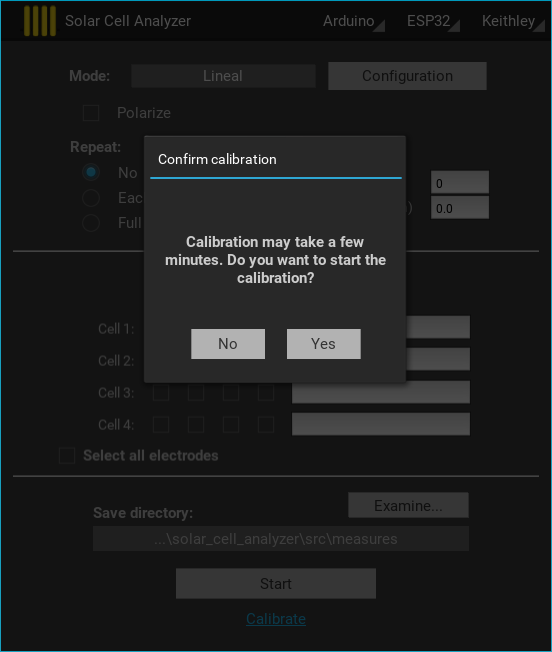 Solar Cell Analyzer
Arduino
ESP32
Keithley
Mode:
Lineal
Configuration
Polarize
Repeat:
No
0
)
0.0
Full
Confirm calibration
Calibration may take a few
minutes. Do you want to start the
calibration?
No
Yes
Cell 1:
Cell 2:
Cell 3:
Cell 4:
Select all electrodes
Save directory:
Examine...
...\solar_cell_analyzer\src\measures
Start
Calibrate